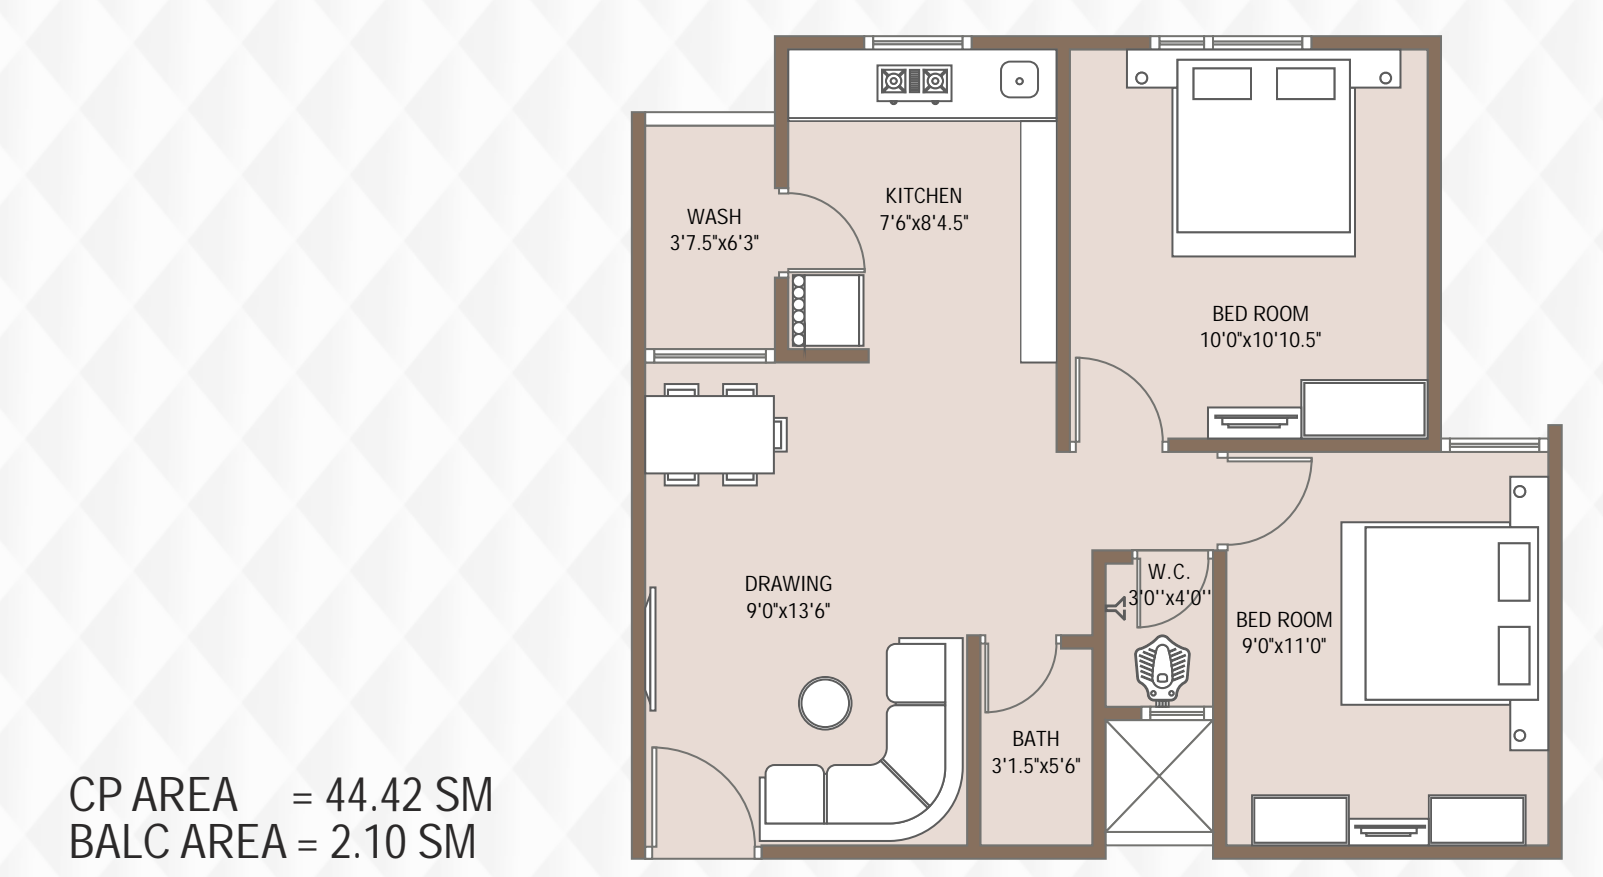 KITCHEN
7'6"x8'4.5"
WASH
3'7.5"x6'3"
BED ROOM
10'0"x10'10.5"
DRAWING
9'0"x13'6"
W.C.
3'0''x4'0''
BED ROOM
9'0"x11'0"
BATH
3'1.5"x5'6"
CP AREA = 44.42 SM
BALC AREA = 2.10 SM